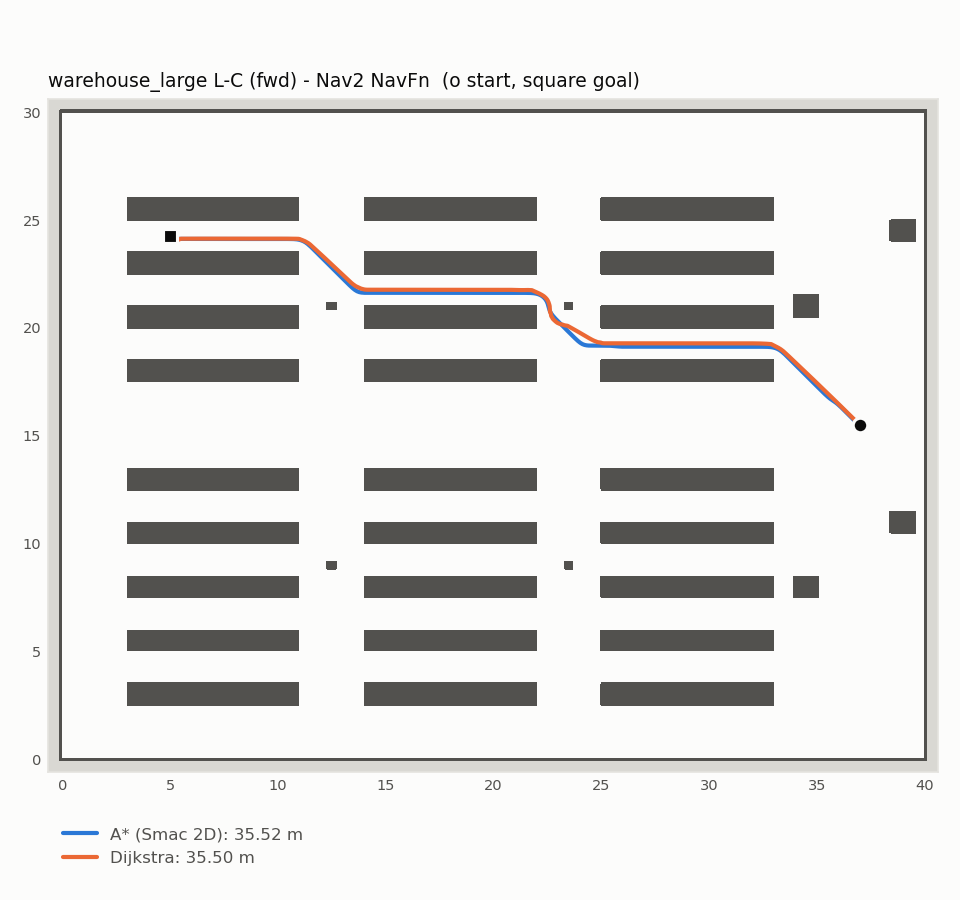 warehouse_large L-C (fwd) - Nav2 NavFn  (o start, square goal)
30
25
20
15
10
5
0
0 5 10 15 20 25 30 35 40
A* (Smac 2D): 35.52 m
Dijkstra: 35.50 m